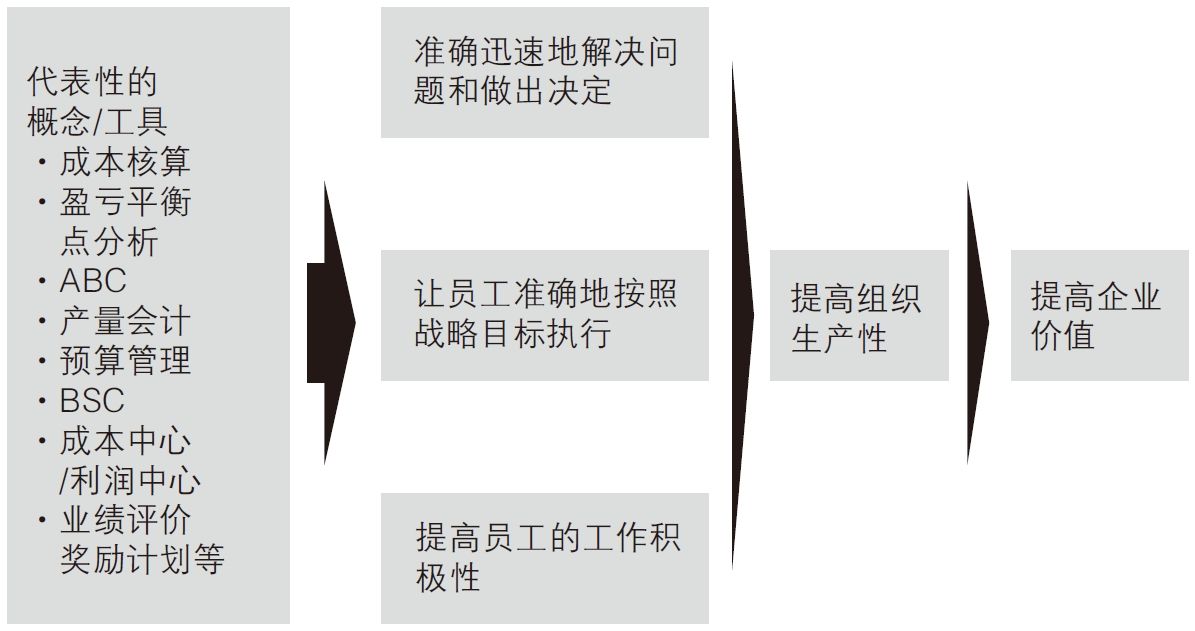 代表性的
概念/工具
・成本核算
・盈亏平衡
点分析
・ABC
・产量会计
・预算管理
・BSC
・成本中心
/利润中心
・业绩评价
奖励计划等
准确迅速地解决问
题和做出决定
让员工准确地按照
战略目标执行
提高员工的工作积
极性
提高组织
生产性
提高企业
价值